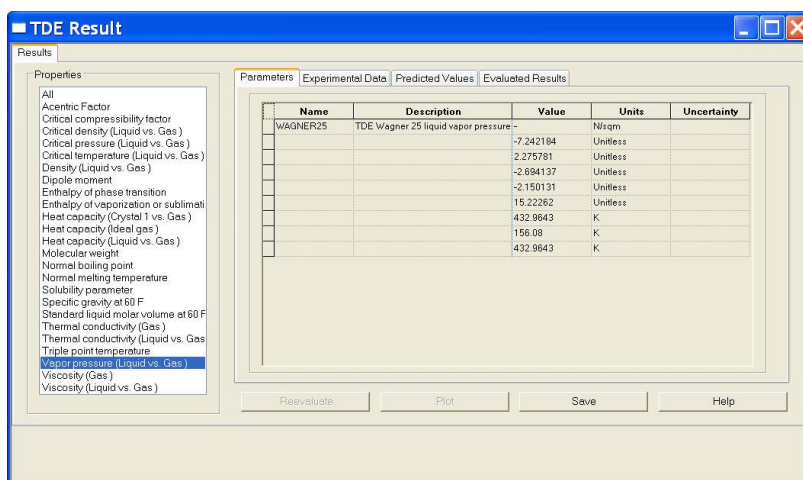 TDE Result
Results
Properties
All
Acentric Factor
Critical compressibility factor
Critical density (Liquid vs. Gas )
Critical pressure (Liquid vs. Gas )
Critical temperature (Liquid vs. Gas )
Density (Liquid vs. Gas )
Dipole moment
Enthalpy of phase transition
Enthalpy of vaporization or sublimati
Heat capacity (Crystal 1 vs. Gas )
Heat capacity (Ideal gas )
Heat capacity (Liquid vs. Gas )
Molecular weight
Normal boiling point
Normal melting temperature
Solubility parameter
Specific gravity at 60 F
Standard liquid molar volume at 60 F
Thermal conductivity (Gas )
Thermal conductivity (Liquid vs. Gas
Triple point temperature
Vapor pressure (Liquid vs. Gas )
Viscosity (Gas )
Viscosity (Liquid vs. Gas )
Parameters Experimental Data Predicted Values Evaluated Results
Name Description Value Units Uncertainty
WAGNER25 TDE Wagner 25 liquid vapor pressure - N/sqm
-7.242184 Unitless
2.275781 Unitless
-2.694137 Unitless
-2.150131 Unitless
15.22262 Unitless
432.9643 K
156.08 K
432.9643 K
Reevaluate Plot Save Help